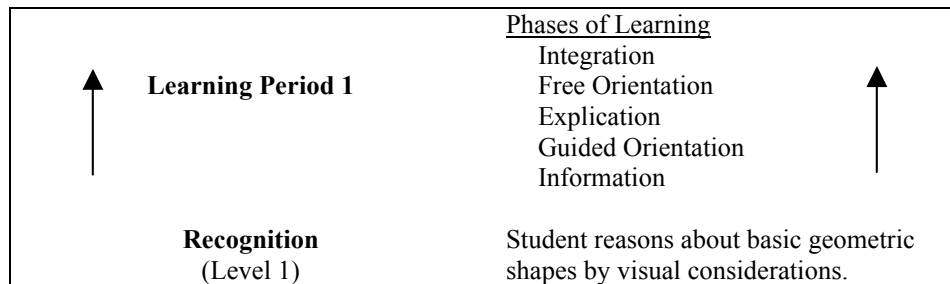 Phases of Learning
Integration
Learning Period 1 Free Orientation
Explication
Guided Orientation
Information
Recognition Student reasons about basic geometric
(Level 1) shapes by visual considerations.